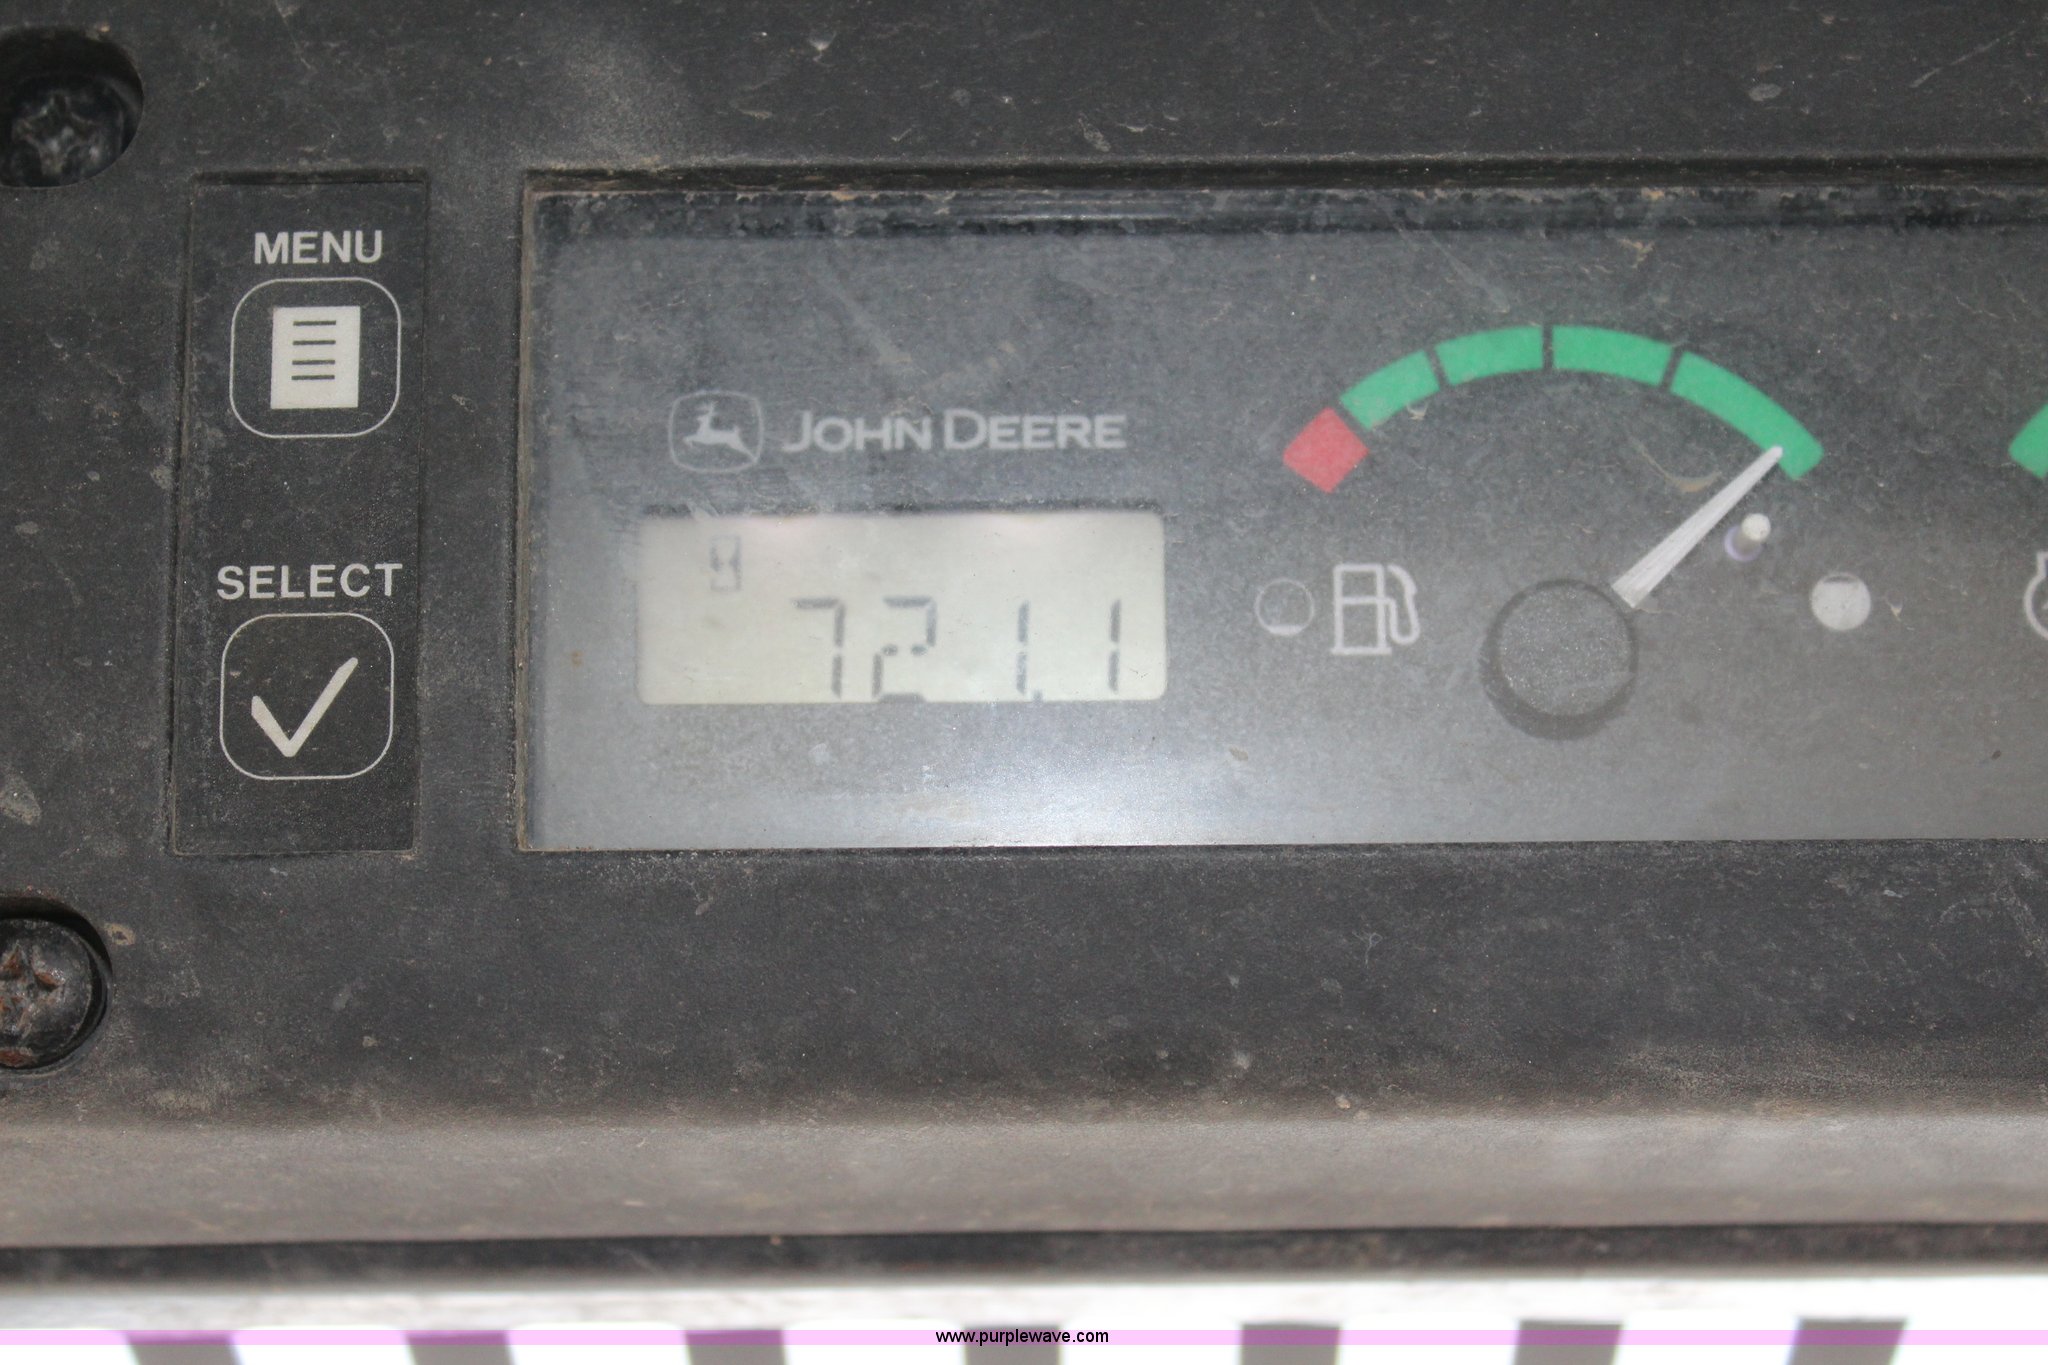 MENU
JOHN DEERE
SELECT
721.1
www.purplewave.com